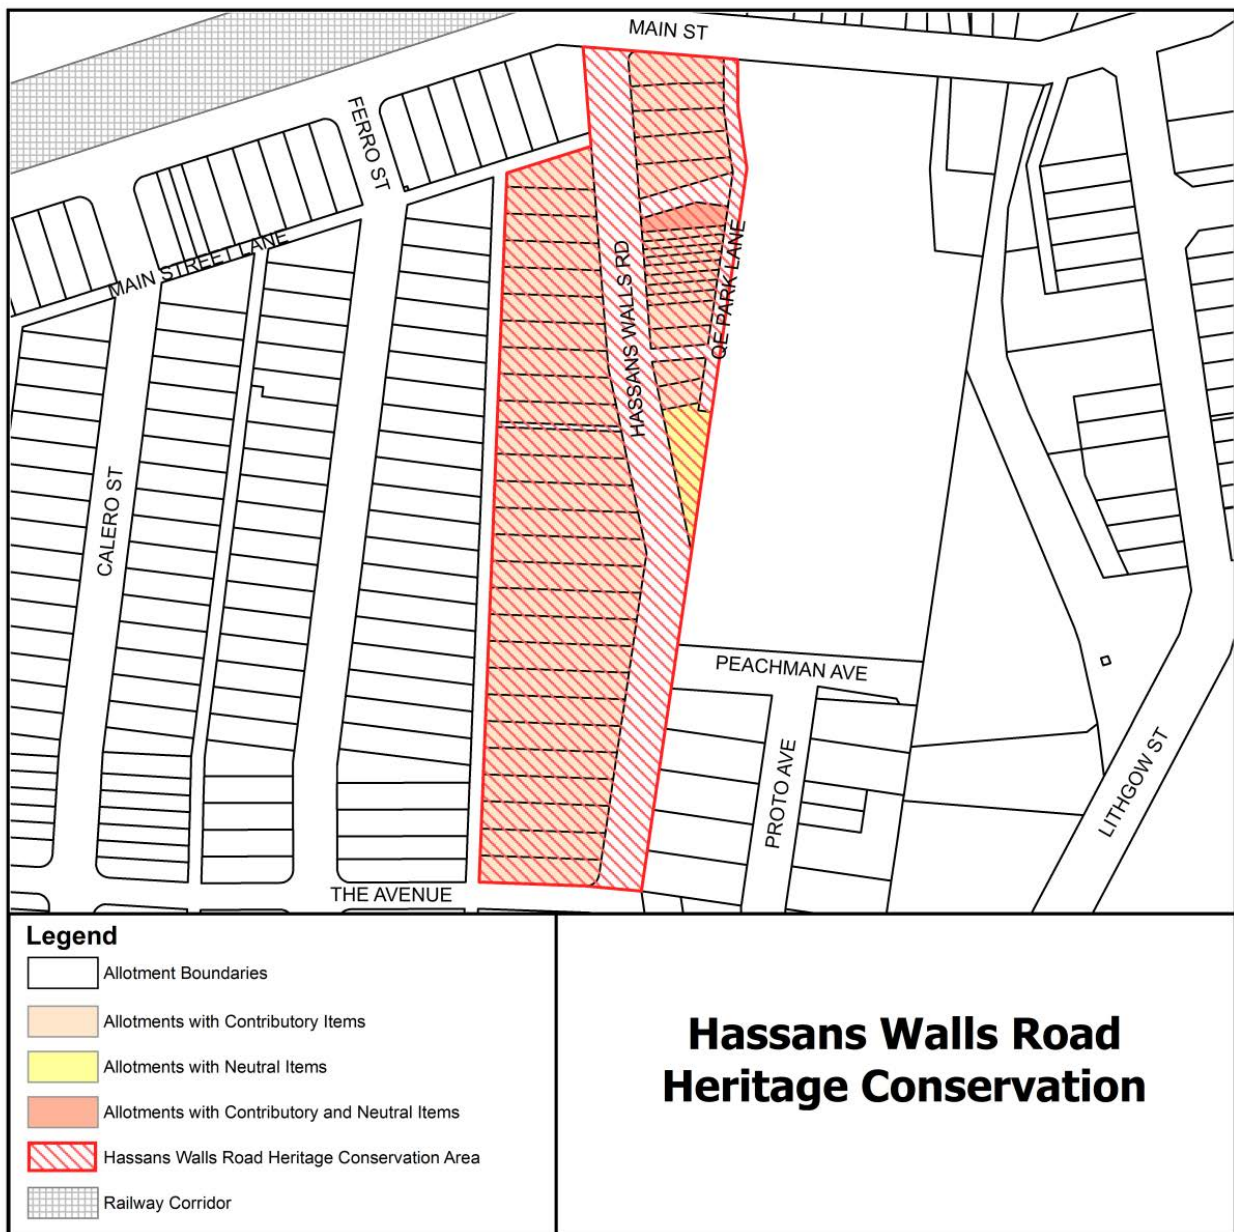 MAIN ST
FERRO ST
MAIN STREET LANE
HASSANS WALLS RD
QE PARK LANE
CALERO ST
PEACHMAN AVE
PROTO AVE
LITHGOW ST
THE AVENUE
Legend
Allotment Boundaries
Allotments with Contributory Items
Allotments with Neutral Items
Allotments with Contributory and Neutral Items
Hassans Walls Road Heritage Conservation Area
Railway Corridor
Hassans Walls Road
Heritage Conservation